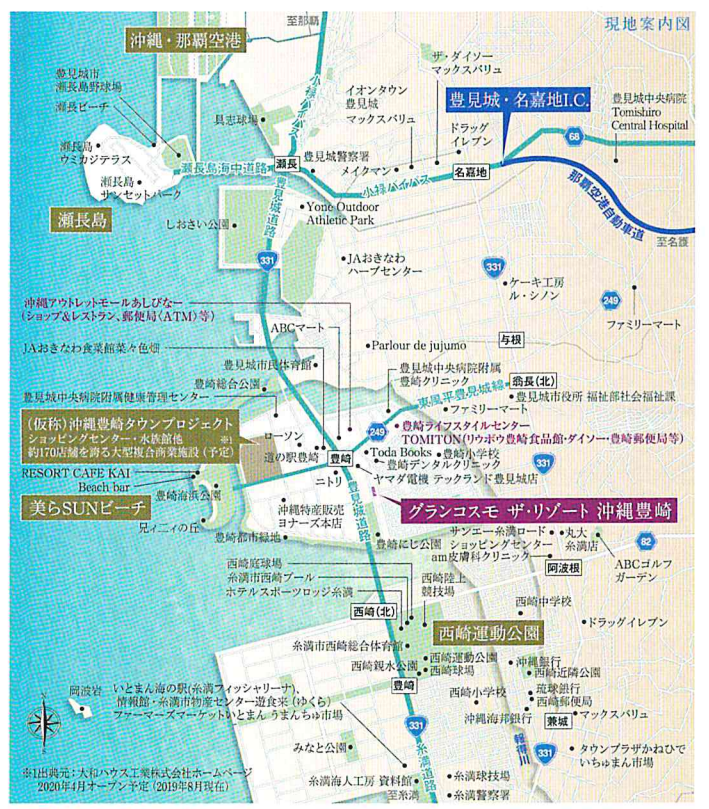 現地案内図
至那覇
沖縄・那覇空港
小禄バイパス
ザ・ダイソー
マックスバリュ
豊見城市
瀬長島野球場
瀬長ビーチ
イオンタウン
豊見城
マックスバリュ
豊見城・名嘉地I.C.
豊見城中央病院
Tomishiro
Central Hospital
具志球場
ドラッグ
イレブン
68
瀬長島
ウミカジテラス
瀬長
豊見城警察署
メイクマン
名嘉地
瀬長島海中道路
瀬長島
サンセットパーク
小禄バイパス
那覇空港自動車道
豊見城道路
Yone Outdoor
Athletic Park
瀬長島
しおさい公園
至名護
331
JAおきなわ
ハーブセンター
331
ケーキ工房
ル・シノン
249
ファミリーマート
沖縄アウトレットモールあしびなー
(ショップ&レストラン、郵便局〈ATM〉等)
ABCマート
与根
JAおきなわ食菜館菜々色畑
Parlour de jujumo
豊見城市民体育館
豊見城中央病院附属
豊崎クリニック
豊崎総合公園
翁長(北)
豊見城中央病院附属健康管理センター
東風平豊見城線
豊見城市役所 福祉部社会福祉課
ファミリーマート
(仮称)沖縄豊崎タウンプロジェクト
ショッピングセンター・水族館他 ※1
約170店舗を誇る大型複合商業施設(予定)
249
豊崎ライフスタイルセンター
TOMITON(リウボウ豊崎食品館・ダイソー・豊崎郵便局等)
ローソン
道の駅豊崎
豊崎
Toda Books
豊崎小学校
豊崎デンタルクリニック
331
RESORT CAFE KAI
Beach bar
ニトリ
ヤマダ電機 テックランド豊見城店
豊崎海浜公園
美らSUNビーチ
沖縄特産販売
ヨナーズ本店
豊見城道路
グランコスモ ザ・リゾート 沖縄豊崎
兄ィ二ィの丘
豊崎都市緑地
豊崎にじ公園
サンエー糸満ロード
ショッピングセンター
丸大
糸満店
82
am皮膚科クリニック
ABCゴルフ
ガーデン
阿波根
西崎庭球場
糸満市西崎プール
ホテルスポーツロッジ糸満
西崎陸上
競技場
西崎(北)
西崎中学校
ドラッグイレブン
西崎運動公園
糸満市西崎総合体育館
西崎運動公園
西崎親水公園
西崎球場
沖縄銀行
西崎近隣公園
豊崎
岡波岩
いとまん海の駅(糸満フィッシャリーナ)、
情報館・糸満市物産センター遊食来(ゆくら)
ファーマーズマーケットいとまん うまんちゅ市場
西崎小学校
琉球銀行
西崎郵便局
沖縄海邦銀行
兼城
マックスバリュ
331
報得川
みなと公園
糸満道路
331
タウンプラザかねひで
いちゅまん市場
※1出典元:大和ハウス工業株式会社ホームページ
2020年4月オープン予定(2019年8月現在)
糸満海人工房 資料館
糸満球技場
至糸満
糸満警察署